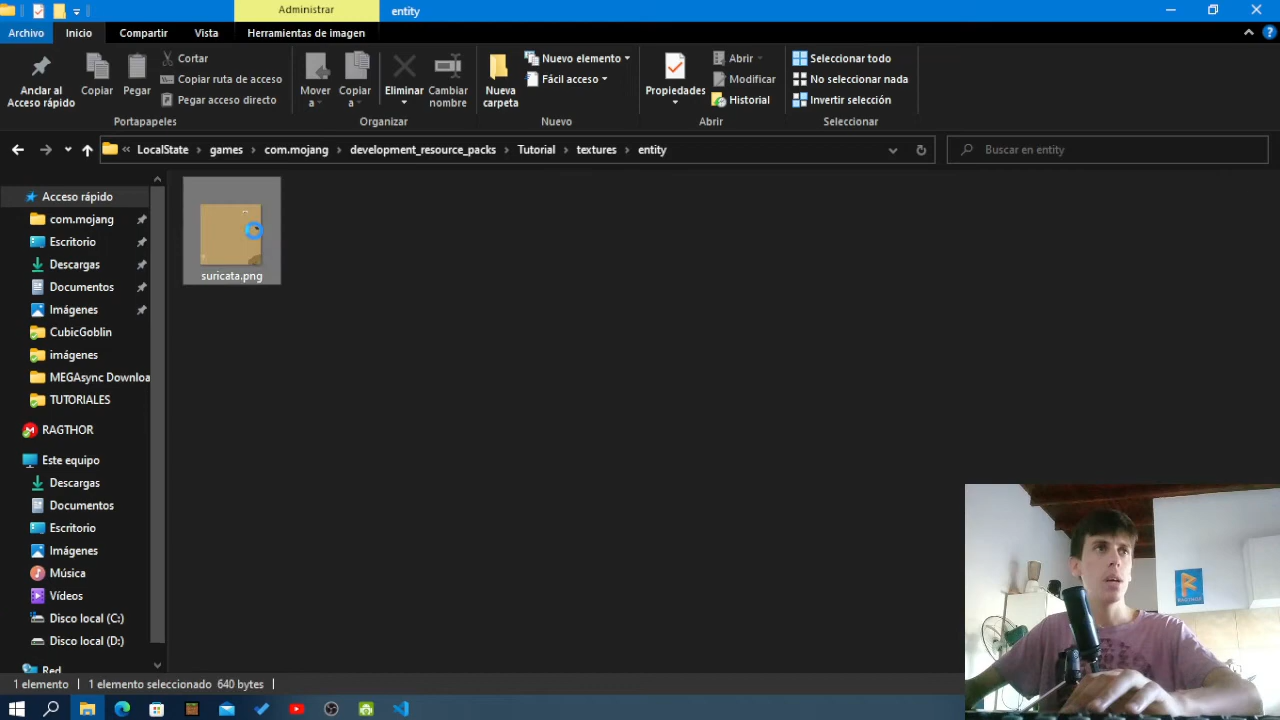 Administrar
entity
Archivo
Inicio
Compartir
Vista
Herramientas de imagen
Anclar al
Acceso rápido
Copiar
Pegar
Cortar
Copiar ruta de acceso
Pegar acceso directo
Portapapeles
Mover
a
Copiar
a
Eliminar
Cambiar
nombre
Organizar
Nueva
carpeta
Nuevo elemento
Fácil acceso
Nuevo
Propiedades
Abrir
Modificar
Historial
Abrir
Seleccionar todo
No seleccionar nada
Invertir selección
Seleccionar
« LocalState > games > com.mojang > development_resource_packs > Tutorial > textures > entity
Buscar en entity
Acceso rápido
com.mojang
Escritorio
Descargas
Documentos
Imágenes
CubicGoblin
imágenes
MEGAsync Downloa
TUTORIALES
RAGTHOR
Este equipo
Descargas
Documentos
Escritorio
Imágenes
Música
Vídeos
Disco local (C:)
Disco local (D:)
Red
suricata.png
1 elemento
1 elemento seleccionado 640 bytes
RAGTHOR